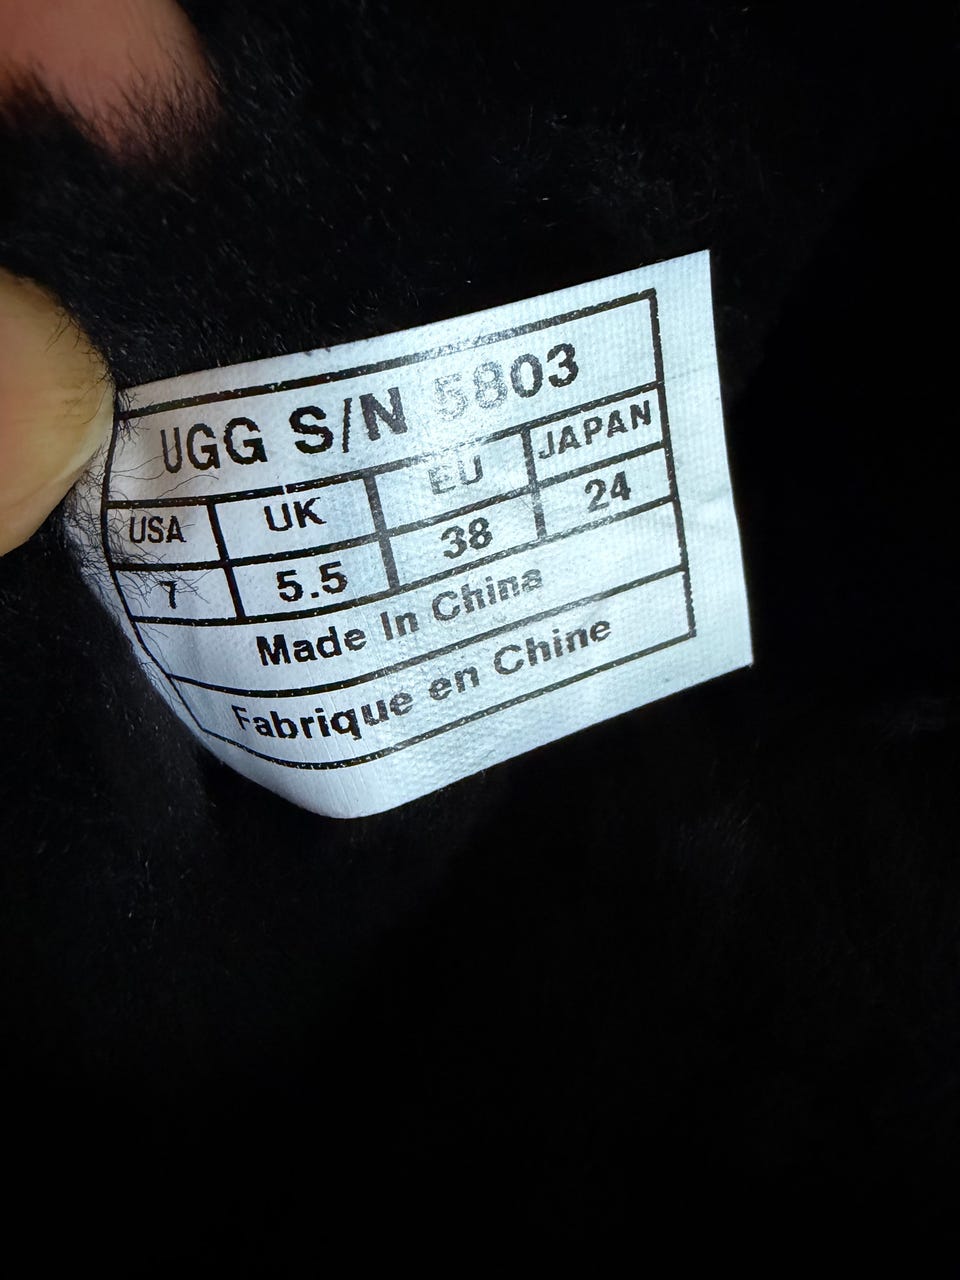 UGG S/N 5803
USA UK EU JAPAN
7 5.5 38 24
Made In China
Fabrique en Chine